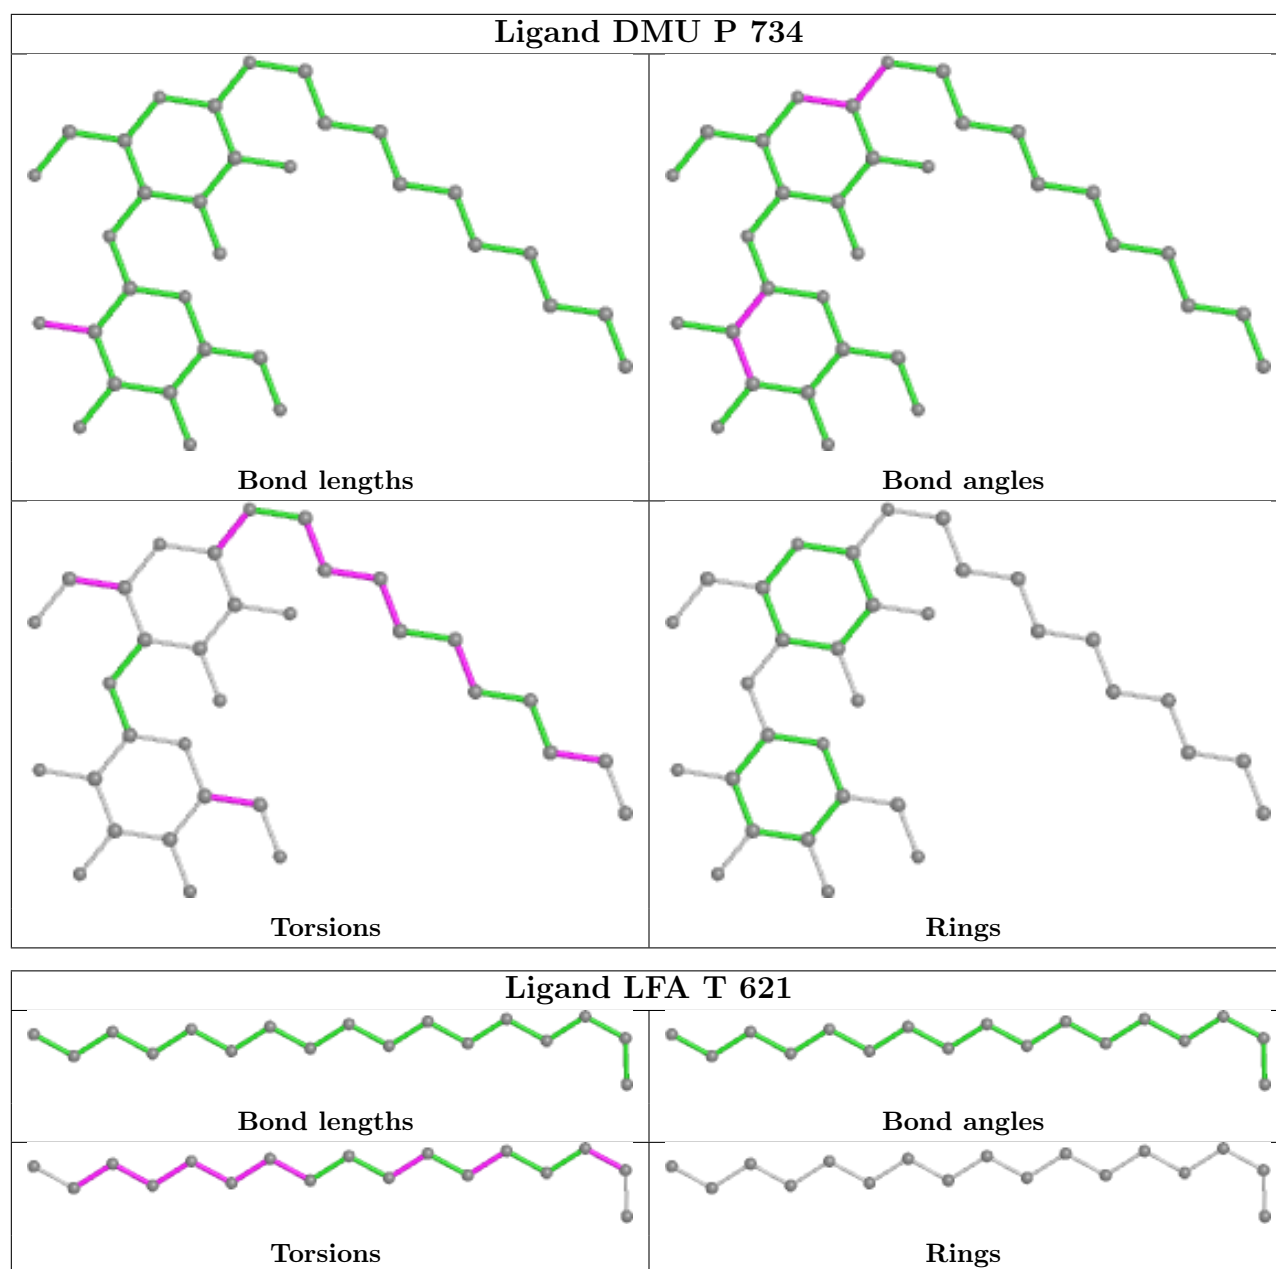 Ligand DMU P 734
Bond lengths
Bond angles
Torsions
Rings
Ligand LFA T 621
Bond lengths
Bond angles
Torsions
Rings